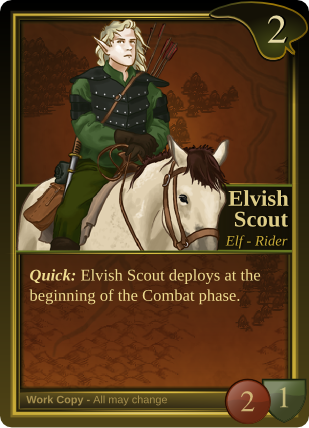 2
Elvish
Scout
Elf - Rider
Quick: Elvish Scout deploys at the
beginning of the Combat phase.
Work Copy - All may change
2
1